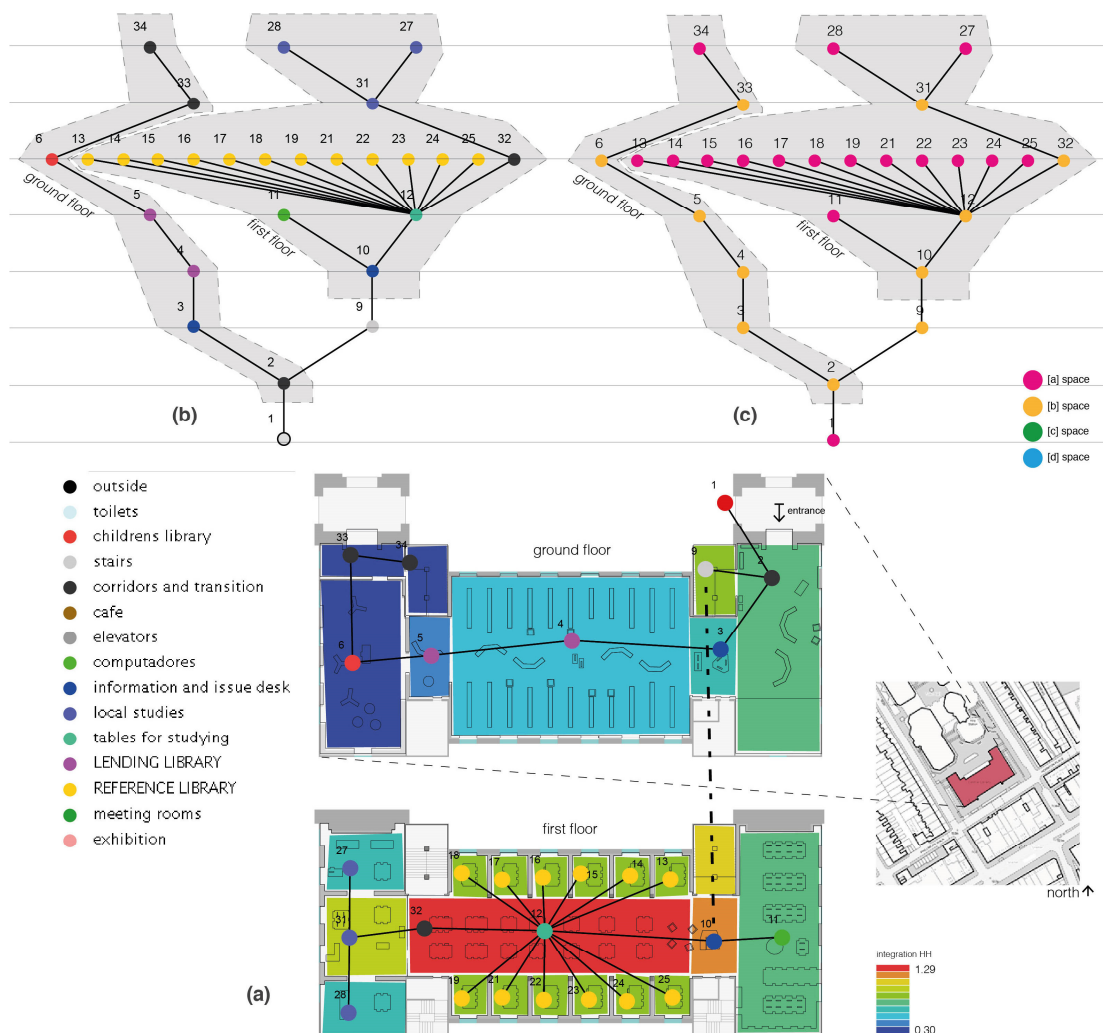 34
28
27
33
31
6
13
14
15
16
17
18
19
21
22
23
24
25
32
ground floor
5
11
12
first floor
4
10
3
9
2
(b)
1
34
28
27
33
31
6
13
14
15
16
17
18
19
21
22
23
24
25
32
ground floor
5
11
12
first floor
4
10
3
9
2
(c)
1
[a] space
[b] space
[c] space
[d] space
outside
toilets
childrens library
stairs
corridors and transition
cafe
elevators
computadores
information and issue desk
local studies
tables for studying
LENDING LIBRARY
REFERENCE LIBRARY
meeting rooms
exhibition
1
entrance
33
34
ground floor
9
2
6
5
4
3
first floor
27
18
17
16
15
14
13
32
12
31
10
11
28
19
21
22
23
24
25
(a)
north
integration HH
1.29
0.30